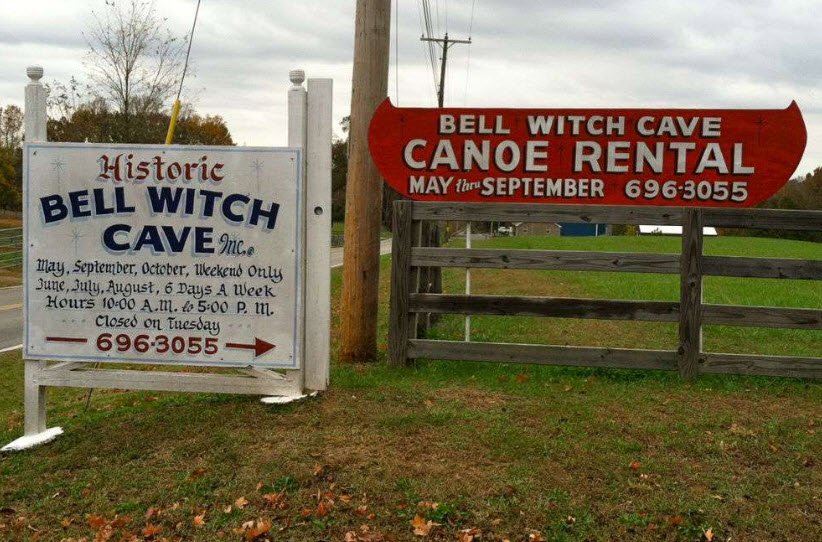 Historic
BELL WITCH
CAVE Inc.
May, September, October, Weekend Only
June, July, August, 6 Days A Week
Hours 10:00 A.M. to 5:00 P.M.
Closed on Tuesday
696-3055
BELL WITCH CAVE
CANOE RENTAL
MAY thru SEPTEMBER 696-3055